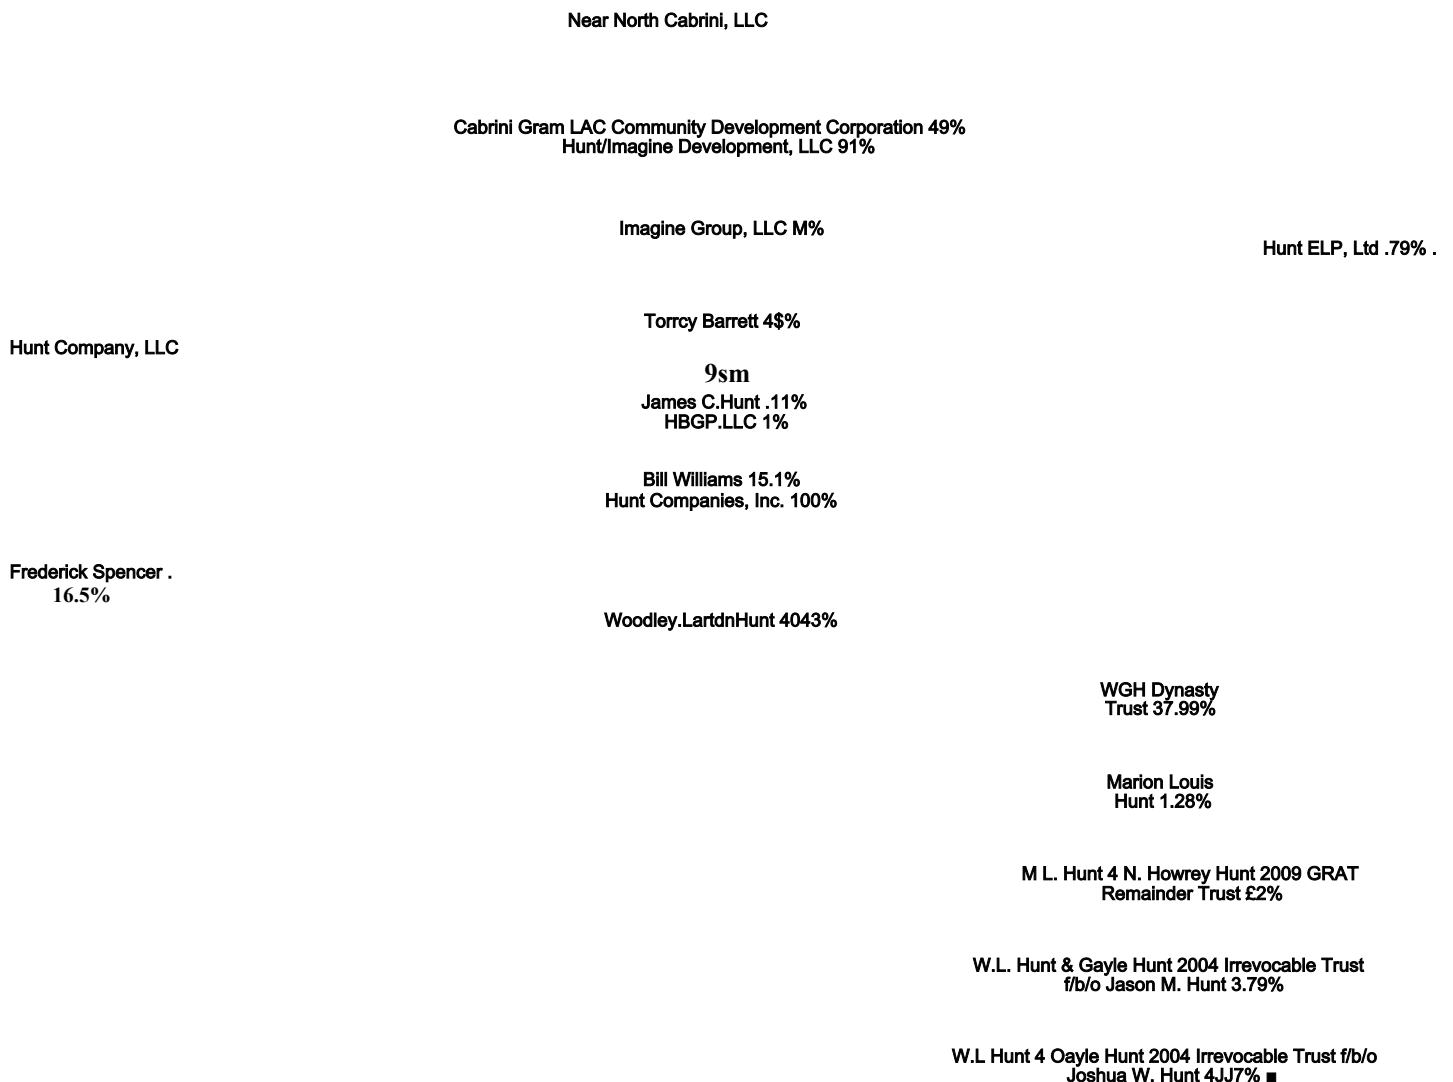 Near North Cabrini, LLC
Cabrini Gram LAC Community Development Corporation 49%
Hunt/Imagine Development, LLC 91%
Imagine Group, LLC M%
Hunt ELP, Ltd .79% .
Torrcy Barrett 4$%
Hunt Company, LLC
9sm
James C.Hunt .11%
HBGP.LLC 1%
Bill Williams 15.1%
Hunt Companies, Inc. 100%
Frederick Spencer .
16.5%
Woodley.LartdnHunt 4043%
WGH Dynasty
Trust 37.99%
Marion Louis
Hunt 1.28%
M L. Hunt 4 N. Howrey Hunt 2009 GRAT
Remainder Trust £2%
W.L. Hunt & Gayle Hunt 2004 Irrevocable Trust
f/b/o Jason M. Hunt 3.79%
W.L Hunt 4 Oayle Hunt 2004 Irrevocable Trust f/b/o
Joshua W. Hunt 4JJ7% ■